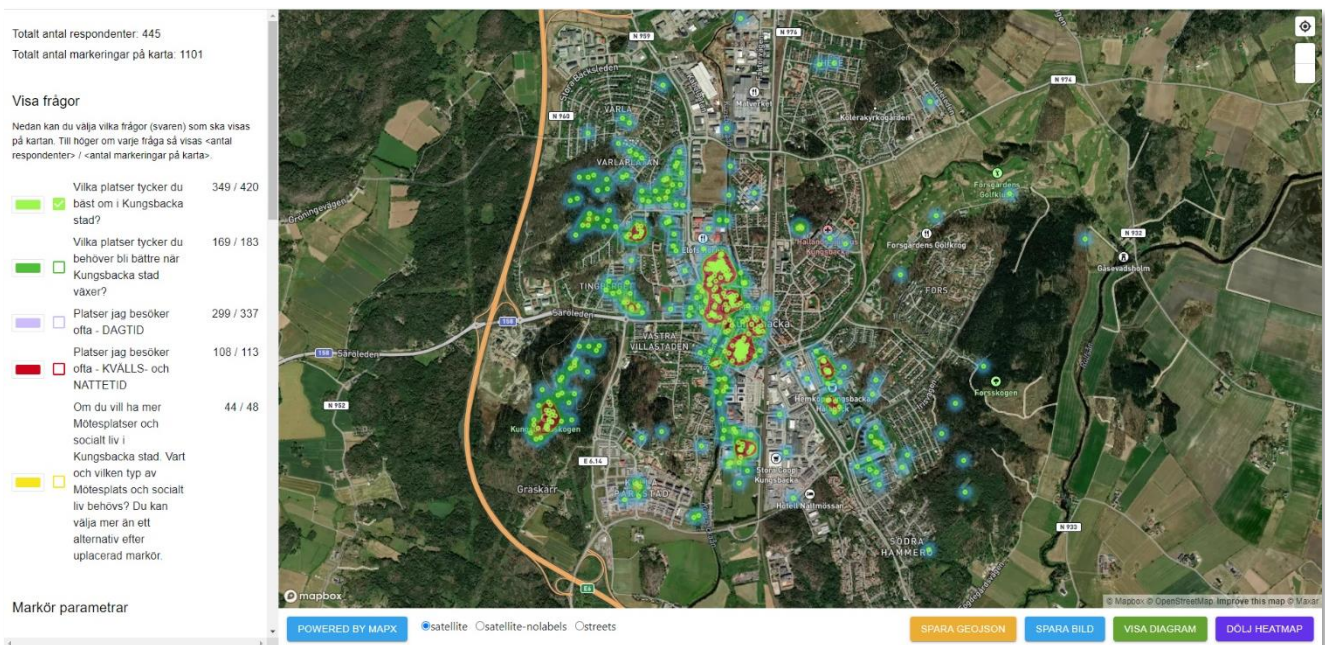 Totalt antal respondenter: 445
Totalt antal markeringar på karta: 1101
Visa frågor
Nedan kan du välja vilka frågor (svaren) som ska visas
på kartan. Till höger om varje fråga så visas <antal
respondenter> / <antal markeringar på karta>.
Vilka platser tycker du 349 / 420
bäst om i Kungsbacka
stad?
Vilka platser tycker du 169 / 183
behöver bli bättre när
Kungsbacka stad
växer?
Platser jag besöker 299 / 337
ofta - DAGTID
Platser jag besöker 108 / 113
ofta - KVÄLLS- och
NATTETID
Om du vill ha mer 44 / 48
Mötesplatser och
socialt liv i
Kungsbacka stad. Vart
och vilken typ av
Mötesplats och socialt
liv behövs? Du kan
välja mer än ett
alternativ efter
uplacerad markör.
Markör parametrar
N 959
N 974
N 974
Malverket
N 960
VARLA
Kolerakyrkogården
Forsgårdens
Golfklubb
N 932
Forsgårdens Golfkrog
Gåsevadsholm
FORS
Säröleden
158
158
Säröleden
VÄSTRA
VILLASTADEN
N 952
Forsskogen
E 6.14
Stora Coop
Kungsbacka
Gräskärr
Hotell Nattmössan
N 933
SÖDRA
HAMMERÖ
E6
mapbox
© Mapbox © OpenStreetMap Improve this map © Maxar
POWERED BY MAPX
satellite satellite-nolabels streets
SPARA GEOJSON
SPARA BILD
VISA DIAGRAM
DÖLJ HEATMAP